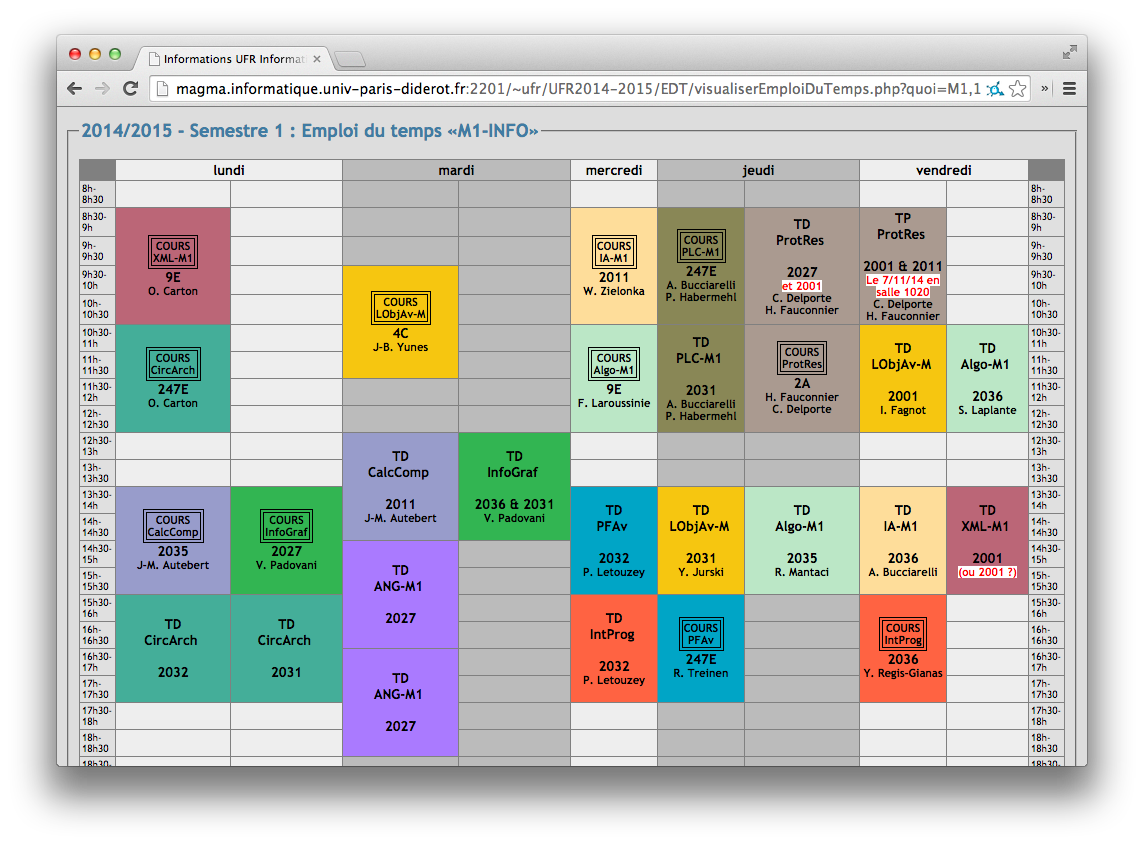 Informations UFR Informat
magma.informatique.univ-paris-diderot.fr:2201/~ufr/UFR2014-2015/EDT/visualiserEmploiDuTemps.php?quoi=M1,1
»
2014/2015 - Semestre 1 : Emploi du temps «M1-INFO»
lundi
mardi
mercredi
jeudi
vendredi
8h-
8h30
8h30-
9h
9h-
9h30
9h30-
10h
10h-
10h30
10h30-
11h
11h-
11h30
11h30-
12h
12h-
12h30
12h30-
13h
13h-
13h30
13h30-
14h
14h-
14h30
14h30-
15h
15h-
15h30
15h30-
16h
16h-
16h30
16h30-
17h
17h-
17h30
17h30-
18h
18h-
18h30
18h30-
COURS
XML-M1
9E
O. Carton
COURS
CircArch
247E
O. Carton
COURS
CalcComp
2035
J-M. Autebert
TD
CircArch
2032
COURS
InfoGraf
2027
V. Padovani
TD
CircArch
2031
COURS
LObjAv-M
4C
J-B. Yunes
TD
CalcComp
2011
J-M. Autebert
TD
ANG-M1
2027
TD
ANG-M1
2027
TD
InfoGraf
2036 & 2031
V. Padovani
COURS
IA-M1
2011
W. Zielonka
COURS
Algo-M1
9E
F. Laroussinie
TD
PFAv
2032
P. Letouzey
TD
IntProg
2032
P. Letouzey
COURS
PLC-M1
247E
A. Bucciarelli
P. Habermehl
TD
PLC-M1
2031
A. Bucciarelli
P. Habermehl
TD
LObjAv-M
2031
Y. Jurski
COURS
PFAv
247E
R. Treinen
TD
ProtRes
2027
et 2001
C. Delporte
H. Fauconnier
COURS
ProtRes
2A
H. Fauconnier
C. Delporte
TD
Algo-M1
2035
R. Mantaci
TP
ProtRes
2001 & 2011
Le 7/11/14 en
salle 1020
C. Delporte
H. Fauconnier
TD
LObjAv-M
2001
I. Fagnot
TD
IA-M1
2036
A. Bucciarelli
COURS
IntProg
2036
Y. Regis-Gianas
TD
Algo-M1
2036
S. Laplante
TD
XML-M1
2001
(ou 2001 ?)
8h-
8h30
8h30-
9h
9h-
9h30
9h30-
10h
10h-
10h30
10h30-
11h
11h-
11h30
11h30-
12h
12h-
12h30
12h30-
13h
13h-
13h30
13h30-
14h
14h-
14h30
14h30-
15h
15h-
15h30
15h30-
16h
16h-
16h30
16h30-
17h
17h-
17h30
17h30-
18h
18h-
18h30
18h30-